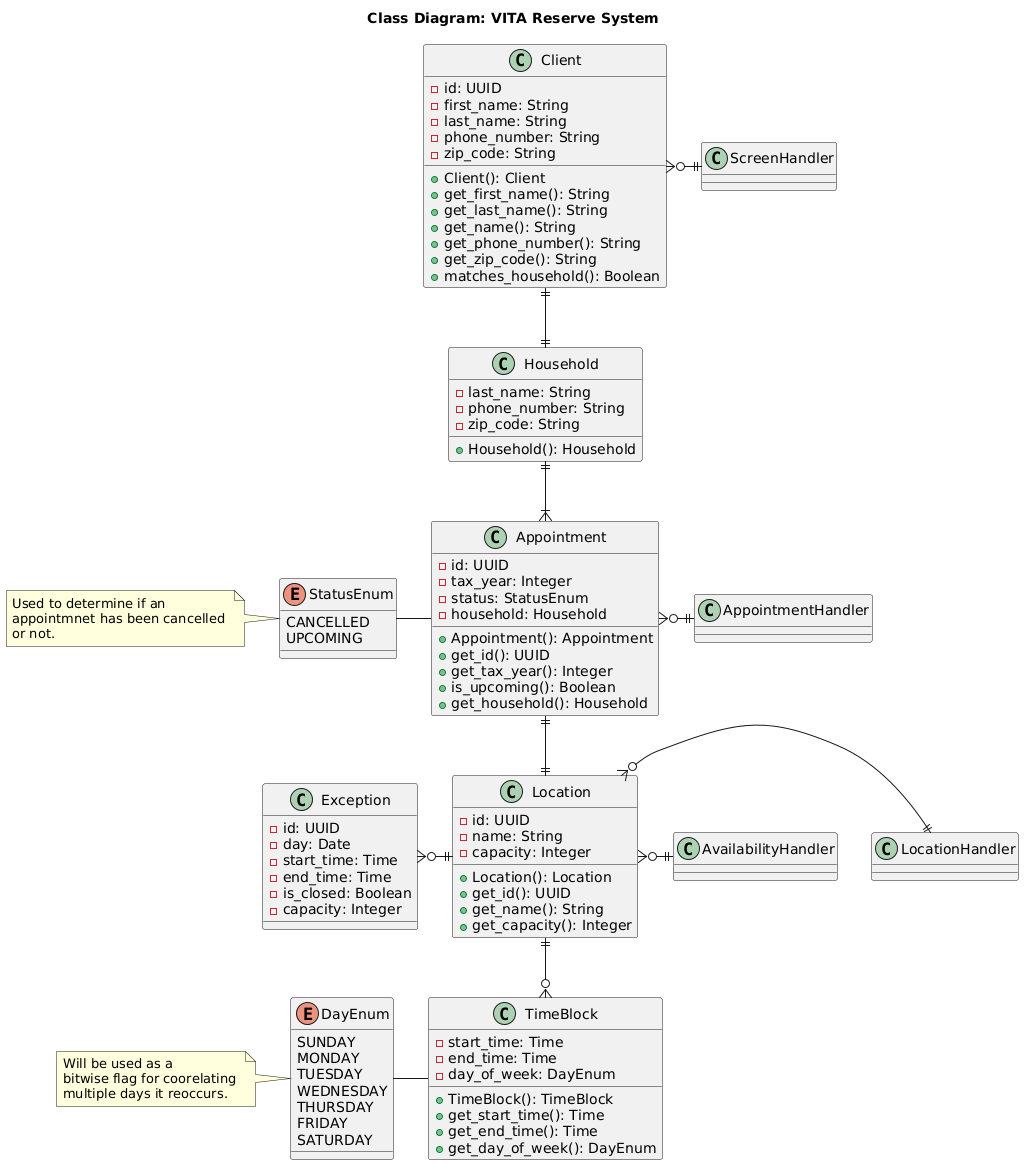 Class Diagram: VITA Reserve System
C Client
id: UUID
first_name: String
last_name: String
phone_number: String
zip_code: String
Client(): Client
get_first_name(): String
get_last_name(): String
get_name(): String
get_phone_number(): String
get_zip_code(): String
matches_household(): Boolean
C ScreenHandler
C Household
last_name: String
phone_number: String
zip_code: String
Household(): Household
C Appointment
id: UUID
tax_year: Integer
status: StatusEnum
household: Household
Appointment(): Appointment
get_id(): UUID
get_tax_year(): Integer
is_upcoming(): Boolean
get_household(): Household
E StatusEnum
CANCELLED
UPCOMING
Used to determine if an
appointmnet has been cancelled
or not.
C AppointmentHandler
C Exception
id: UUID
day: Date
start_time: Time
end_time: Time
is_closed: Boolean
capacity: Integer
C Location
id: UUID
name: String
capacity: Integer
Location(): Location
get_id(): UUID
get_name(): String
get_capacity(): Integer
C AvailabilityHandler
C LocationHandler
E DayEnum
SUNDAY
MONDAY
TUESDAY
WEDNESDAY
THURSDAY
FRIDAY
SATURDAY
Will be used as a
bitwise flag for coorelating
multiple days it reoccurs.
C TimeBlock
start_time: Time
end_time: Time
day_of_week: DayEnum
TimeBlock(): TimeBlock
get_start_time(): Time
get_end_time(): Time
get_day_of_week(): DayEnum